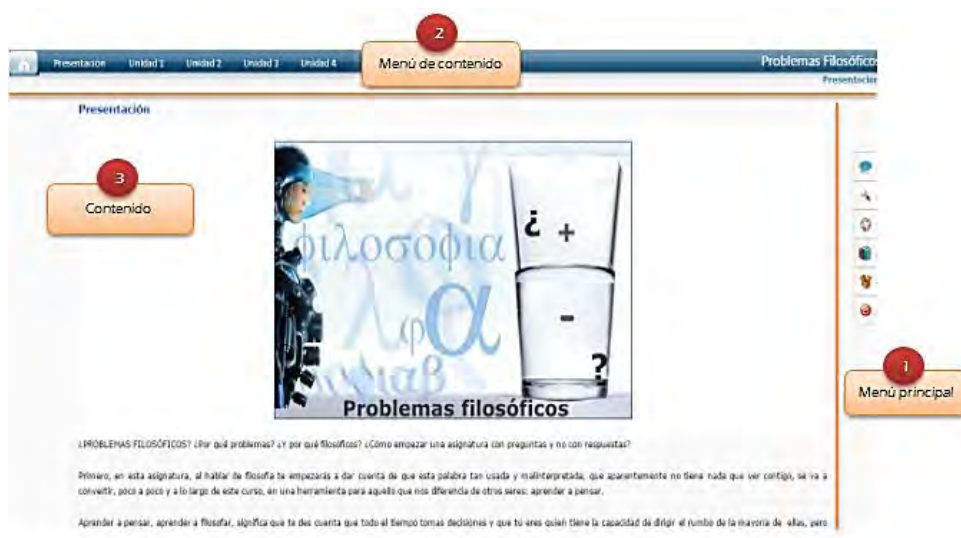 2
Menú de contenido
Presentación Unidad 1 Unidad 2 Unidad 3 Unidad 4
Problemas Filosófico
Presentación
Presentación
3
Contenido
φιλοσοφια
α
φ
¿ +
-
?
Problemas filosóficos
1
Menú principal
¿PROBLEMAS FILOSÓFICOS? ¿Por qué problemas? ¿Y por qué filosóficos? ¿Cómo empezar una asignatura con preguntas y no con respuestas?
Primero, en esta asignatura, al hablar de filosofía te empezarás a dar cuenta de que esta palabra tan usada y malinterpretada, que aparentemente no tiene nada que ver contigo, se va a
convertir, poco a poco y a lo largo de este curso, en una herramienta para aquello que nos diferencia de otros seres: aprender a pensar.
Aprender a pensar, aprender a filosofar, significa que te des cuenta que todo el tiempo tomas decisiones y que tú eres quien tiene la capacidad de dirigir el rumbo de la mayoría de ellas, pero